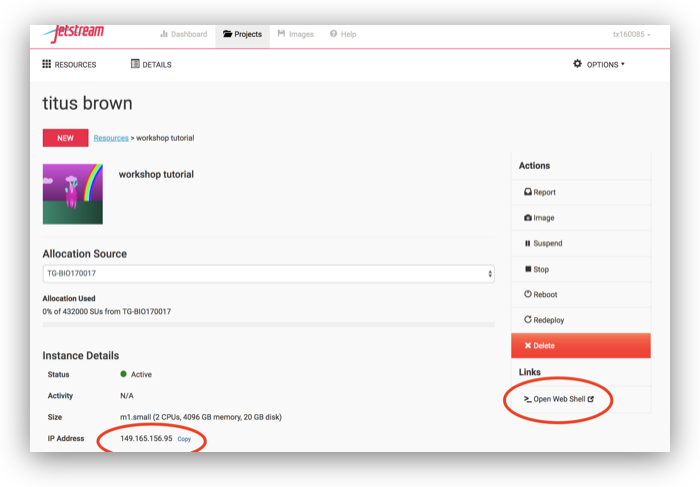 Jetstream
Dashboard Projects Images Help tx160085
RESOURCES DETAILS OPTIONS
titus brown
NEW Resources > workshop tutorial
workshop tutorial
Allocation Source
TG-BIO170017
Allocation Used
0% of 432000 SUs from TG-BIO170017
Instance Details
Status Active
Activity N/A
Size m1.small (2 CPUs, 4096 GB memory, 20 GB disk)
IP Address 149.165.156.95 Copy
Actions
Report
Image
Suspend
Stop
Reboot
Redeploy
Delete
Links
Open Web Shell